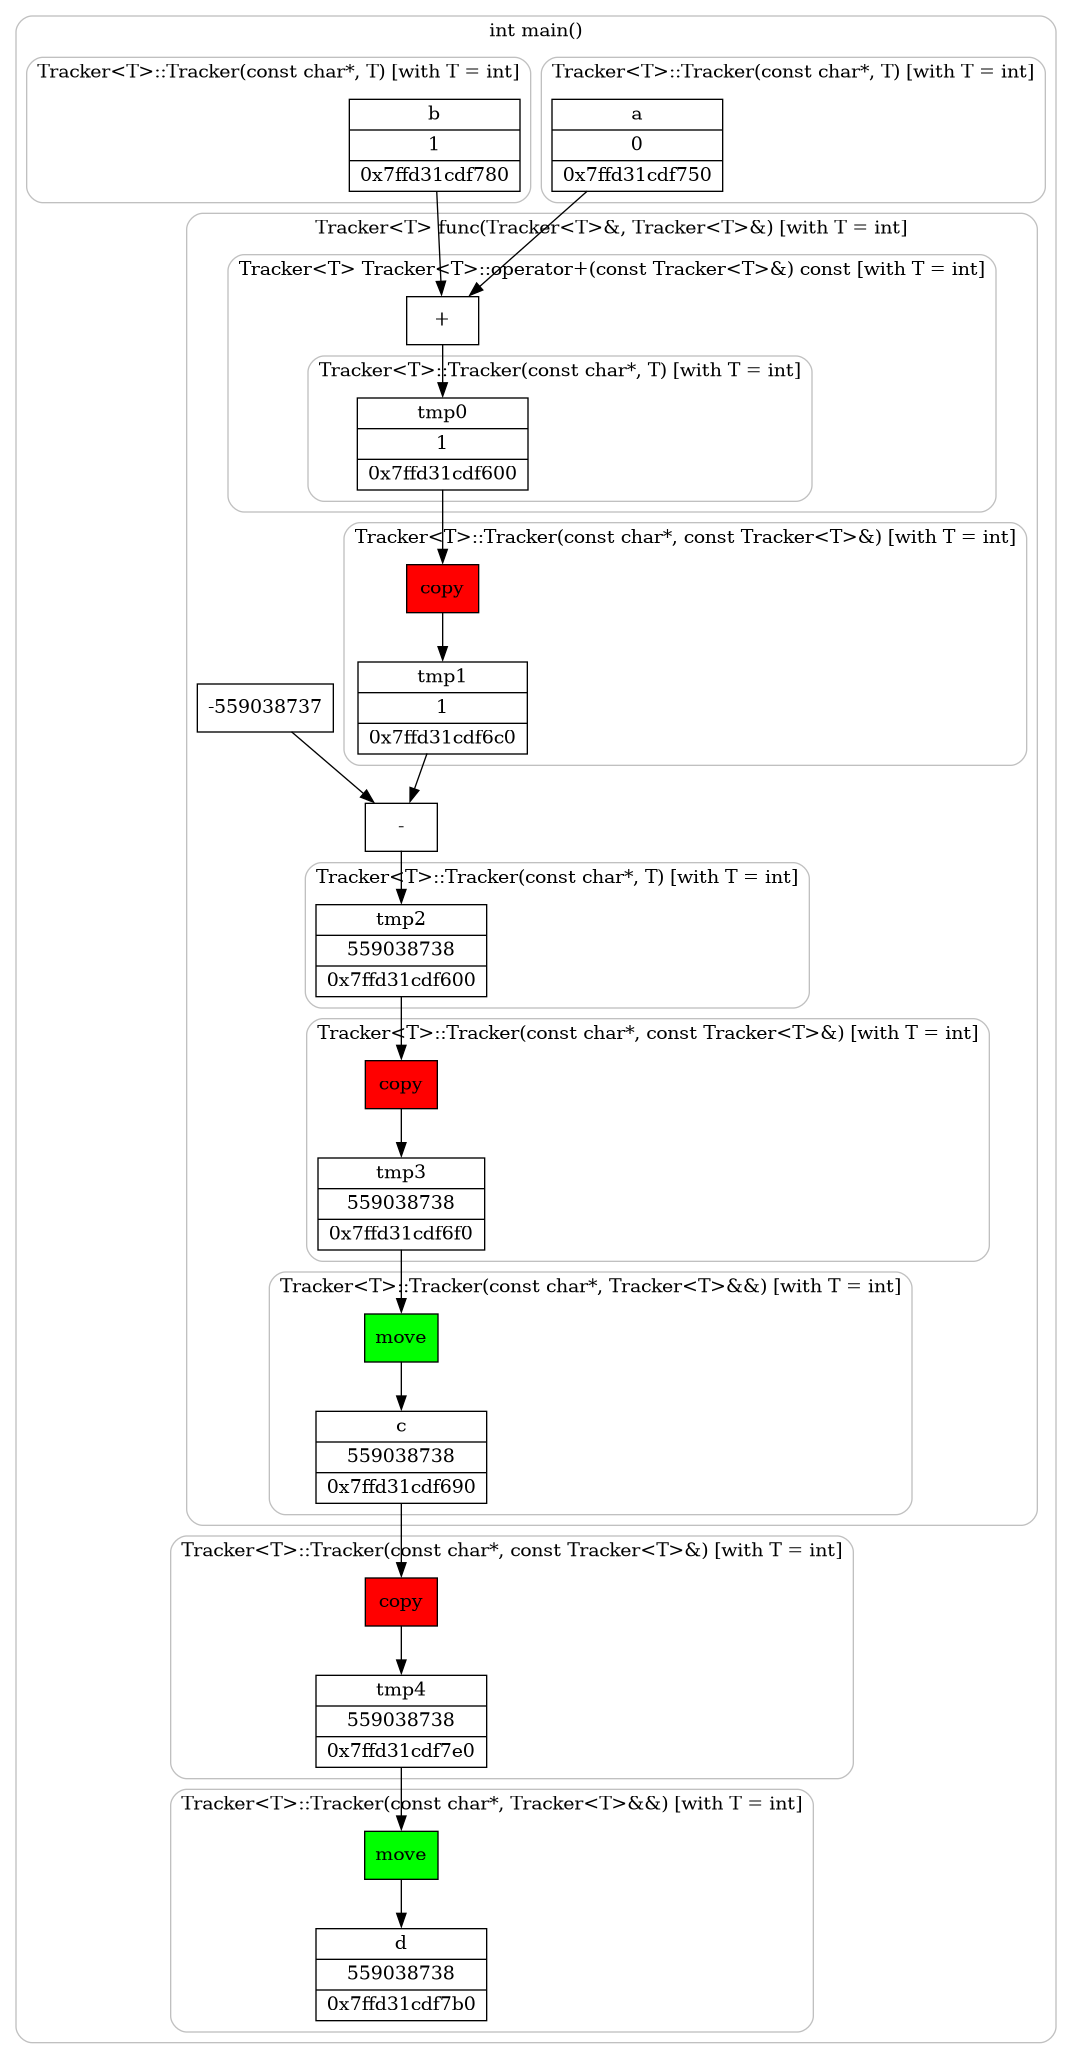 int main()
Tracker<T>::Tracker(const char*, T) [with T = int]
b
1
0x7ffd31cdf780
Tracker<T>::Tracker(const char*, T) [with T = int]
a
0
0x7ffd31cdf750
Tracker<T> func(Tracker<T>&, Tracker<T>&) [with T = int]
Tracker<T> Tracker<T>::operator+(const Tracker<T>&) const [with T = int]
+
Tracker<T>::Tracker(const char*, T) [with T = int]
tmp0
1
0x7ffd31cdf600
Tracker<T>::Tracker(const char*, const Tracker<T>&) [with T = int]
copy
tmp1
1
0x7ffd31cdf6c0
-559038737
-
Tracker<T>::Tracker(const char*, T) [with T = int]
tmp2
559038738
0x7ffd31cdf600
Tracker<T>::Tracker(const char*, const Tracker<T>&) [with T = int]
copy
tmp3
559038738
0x7ffd31cdf6f0
Tracker<T>::Tracker(const char*, Tracker<T>&&) [with T = int]
move
c
559038738
0x7ffd31cdf690
Tracker<T>::Tracker(const char*, const Tracker<T>&) [with T = int]
copy
tmp4
559038738
0x7ffd31cdf7e0
Tracker<T>::Tracker(const char*, Tracker<T>&&) [with T = int]
move
d
559038738
0x7ffd31cdf7b0